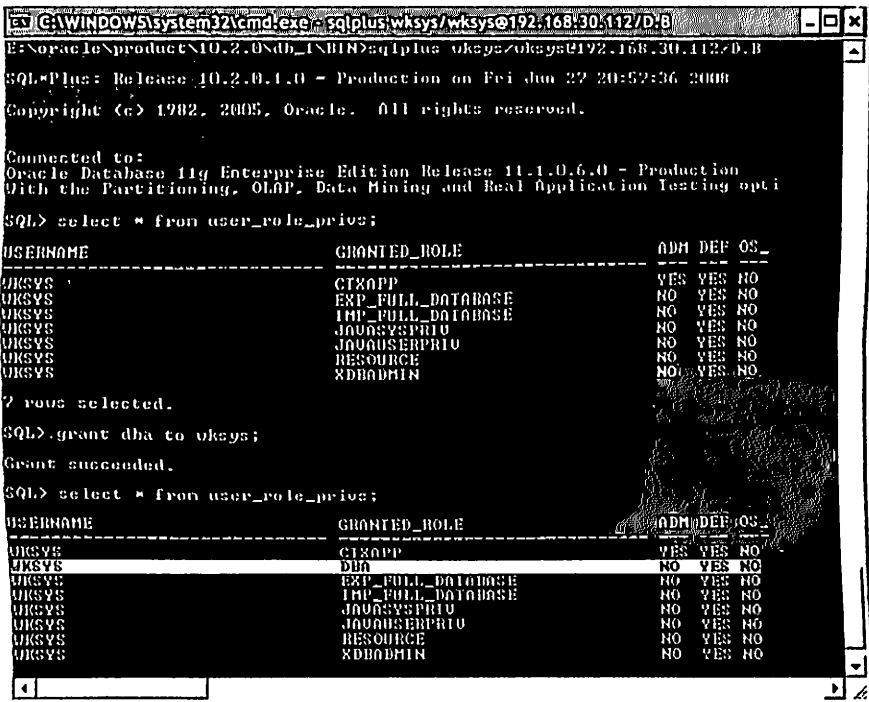 C:\WINDOWS\system32\cmd.exe - sqlplus wksys/wksys@192.168.30.112/D.B
E:\oracle\product\10.2.0\db_1\BIN>sqlplus wksys/wksys@192.168.30.112/D.B
SQL*Plus: Release 10.2.0.1.0 - Production on Fri Jun 27 20:57:36 2008
Copyright (c) 1982, 2005, Oracle. All rights reserved.
Connected to:
Oracle Database 11g Enterprise Edition Release 11.1.0.6.0 - Production
With the Partitioning, OLAP, Data Mining and Real Application Testing opti
SQL> select * from user_role_privs;
USERNAME GRANTED_ROLE ADM DEF OS_
WKSYS CTXAPP YES YES NO
WKSYS EXP_FULL_DATABASE NO YES NO
WKSYS IMP_FULL_DATABASE NO YES NO
WKSYS JAVASYSPRIV NO YES NO
WKSYS JAVAUSERPRIV NO YES NO
WKSYS RESOURCE NO YES NO
WKSYS XDBADMIN NO YES NO
7 rows selected.
SQL> grant dba to wksys;
Grant succeeded.
SQL> select * from user_role_privs;
USERNAME GRANTED_ROLE ADM DEF OS_
WKSYS CTXAPP YES YES NO
WKSYS DBA NO YES NO
WKSYS EXP_FULL_DATABASE NO YES NO
WKSYS IMP_FULL_DATABASE NO YES NO
WKSYS JAVASYSPRIV NO YES NO
WKSYS JAVAUSERPRIV NO YES NO
WKSYS RESOURCE NO YES NO
WKSYS XDBADMIN NO YES NO